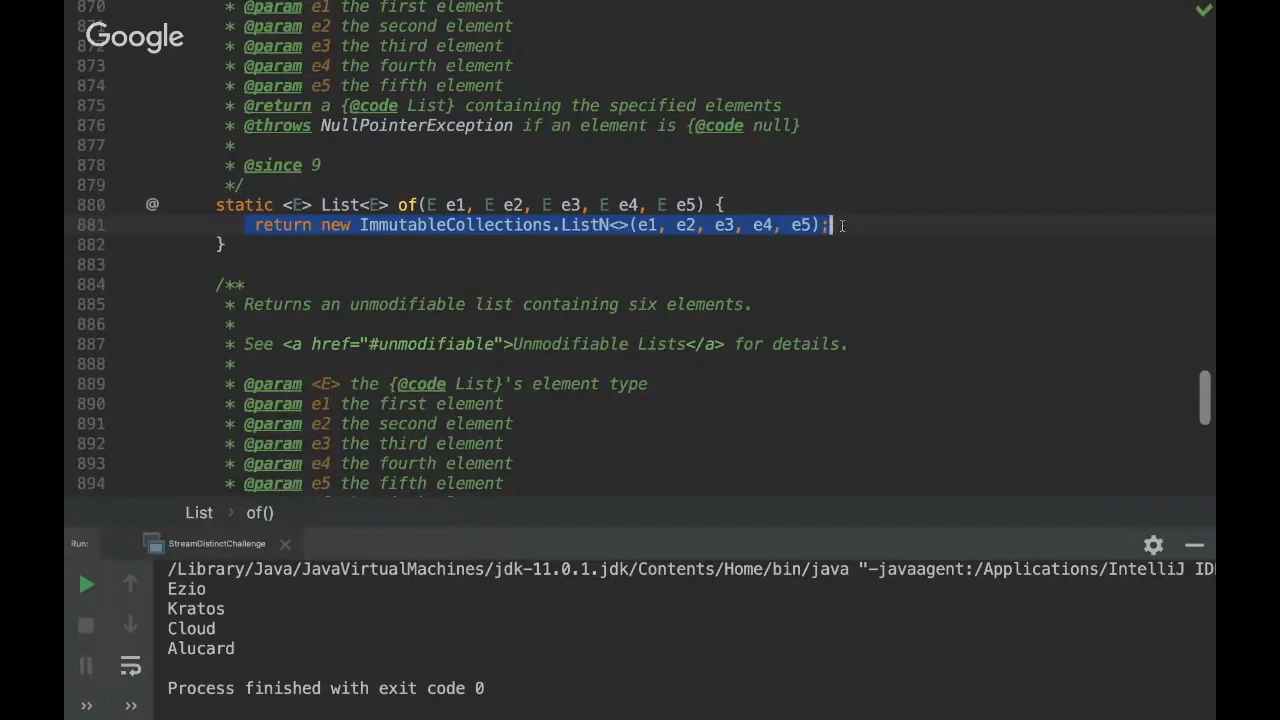 870 * @param e1 the first element
871 * @param e2 the second element
Google
872 * @param e3 the third element
873 * @param e4 the fourth element
874 * @param e5 the fifth element
875 * @return a {@code List} containing the specified elements
876 * @throws NullPointerException if an element is {@code null}
877 *
878 * @since 9
879 */
880 @ static <E> List<E> of(E e1, E e2, E e3, E e4, E e5) {
881 return new ImmutableCollections.ListN<>(e1, e2, e3, e4, e5);
882 }
883
884 /**
885 * Returns an unmodifiable list containing six elements.
886 *
887 * See <a href="#unmodifiable">Unmodifiable Lists</a> for details.
888 *
889 * @param <E> the {@code List}'s element type
890 * @param e1 the first element
891 * @param e2 the second element
892 * @param e3 the third element
893 * @param e4 the fourth element
894 * @param e5 the fifth element
List › of()
Run: StreamDistinctChallenge
/Library/Java/JavaVirtualMachines/jdk-11.0.1.jdk/Contents/Home/bin/java "-javaagent:/Applications/IntelliJ ID
Ezio
Kratos
Cloud
Alucard
Process finished with exit code 0